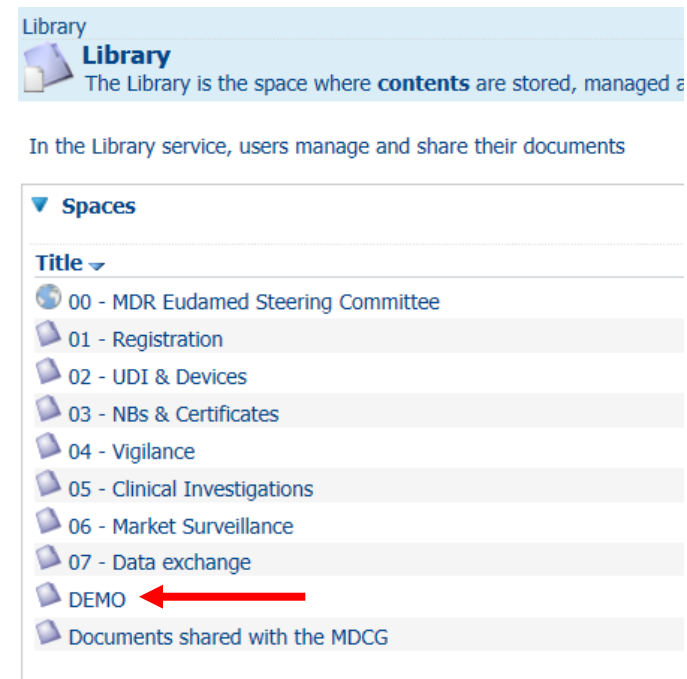 Library
Library
The Library is the space where contents are stored, managed
In the Library service, users manage and share their documents
Spaces
Title
00 - MDR Eudamed Steering Committee
01 - Registration
02 - UDI & Devices
03 - NBs & Certificates
04 - Vigilance
05 - Clinical Investigations
06 - Market Surveillance
07 - Data exchange
DEMO
Documents shared with the MDCG